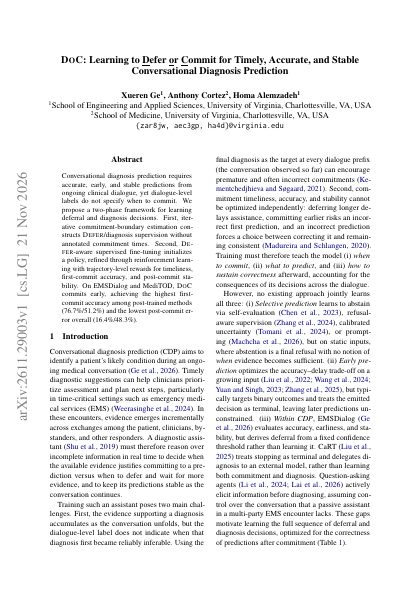 DOC: Learning to Defer or Commit for Timely, Accurate, and Stable
Conversational Diagnosis Prediction
Xueren Ge¹, Anthony Cortez², Homa Alemzadeh¹
¹School of Engineering and Applied Sciences, University of Virginia, Charlottesville, VA, USA
²School of Medicine, University of Virginia, Charlottesville, VA, USA
{zar8jw, aec3gp, ha4d}@virginia.edu
arXiv:2611.29003v1 [cs.LG] 21 Nov 2026
Abstract
Conversational diagnosis prediction requires
accurate, early, and stable predictions from
ongoing clinical dialogue, yet dialogue-level
labels do not specify when to commit. We
propose a two-phase framework for learning
deferral and diagnosis decisions. First, iter-
ative commitment-boundary estimation con-
structs DEFER/diagnosis supervision without
annotated commitment times. Second, DE-
FER-aware supervised fine-tuning initializes
a policy, refined through reinforcement learn-
ing with trajectory-level rewards for timeliness,
first-commit accuracy, and post-commit sta-
bility. On EMSDialog and MediTOD, DOC
commits early, achieving the highest first-
commit accuracy among post-trained methods
(76.7%/51.2%) and the lowest post-commit er-
ror overall (16.4%/48.3%).
1 Introduction
Conversational diagnosis prediction (CDP) aims to
identify a patient's likely condition during an ongo-
ing medical conversation (Ge et al., 2026). Timely
diagnostic suggestions can help clinicians prior-
itize assessment and plan next steps, particularly
in time-critical settings such as emergency medi-
cal services (EMS) (Weerasinghe et al., 2024). In
these encounters, evidence emerges incrementally
across exchanges among the patient, clinicians, by-
standers, and other responders. A diagnostic assis-
tant (Shu et al., 2019) must therefore reason over
incomplete information in real time to decide when
the available evidence justifies committing to a pre-
diction versus when to defer and wait for more
evidence, and to keep its predictions stable as the
conversation continues.
Training such an assistant poses two main chal-
lenges. First, the evidence supporting a diagnosis
accumulates as the conversation unfolds, but the
dialogue-level label does not indicate when that
diagnosis first became reliably inferable. Using the
final diagnosis as the target at every dialogue prefix
(the conversation observed so far) can encourage
premature and often incorrect commitments (Ke-
mentchedjhieva and Søgaard, 2021). Second, com-
mitment timeliness, accuracy, and stability cannot
be optimized independently: deferring longer de-
lays assistance, committing earlier risks an incor-
rect first prediction, and an incorrect prediction
forces a choice between correcting it and remain-
ing consistent (Madureira and Schlangen, 2020).
Training must therefore teach the model (i) when
to commit, (ii) what to predict, and (iii) how to
sustain correctness afterward, accounting for the
consequences of its decisions across the dialogue.
However, no existing approach jointly learns
all three: (i) Selective prediction learns to abstain
via self-evaluation (Chen et al., 2023), refusal-
aware supervision (Zhang et al., 2024), calibrated
uncertainty (Tomani et al., 2024), or prompt-
ing (Machcha et al., 2026), but on static inputs,
where abstention is a final refusal with no notion of
when evidence becomes sufficient. (ii) Early pre-
diction optimizes the accuracy–delay trade-off on a
growing input (Liu et al., 2022; Wang et al., 2024;
Yuan and Singh, 2023; Zhang et al., 2025), but typ-
ically targets binary outcomes and treats the emitted
decision as terminal, leaving later predictions un-
constrained. (iii) Within CDP, EMSDialog (Ge
et al., 2026) evaluates accuracy, earliness, and sta-
bility, but derives deferral from a fixed confidence
threshold rather than learning it. CaRT (Liu et al.,
2025) treats stopping as terminal and delegates di-
agnosis to an external model, rather than learning
both commitment and diagnosis. Question-asking
agents (Li et al., 2024; Lai et al., 2026) actively
elicit information before diagnosing, assuming con-
trol over the conversation that a passive assistant
in a multi-party EMS encounter lacks. These gaps
motivate learning the full sequence of deferral and
diagnosis decisions, optimized for the correctness
of predictions after commitment (Table 1).